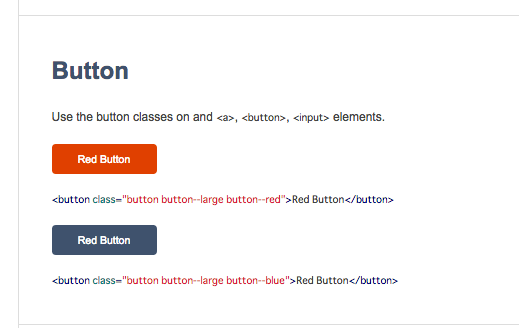 Button
Use the button classes on and <a>, <button>, <input> elements.
Red Button
<button class="button button--large button--red">Red Button</button>
Red Button
<button class="button button--large button--blue">Red Button</button>